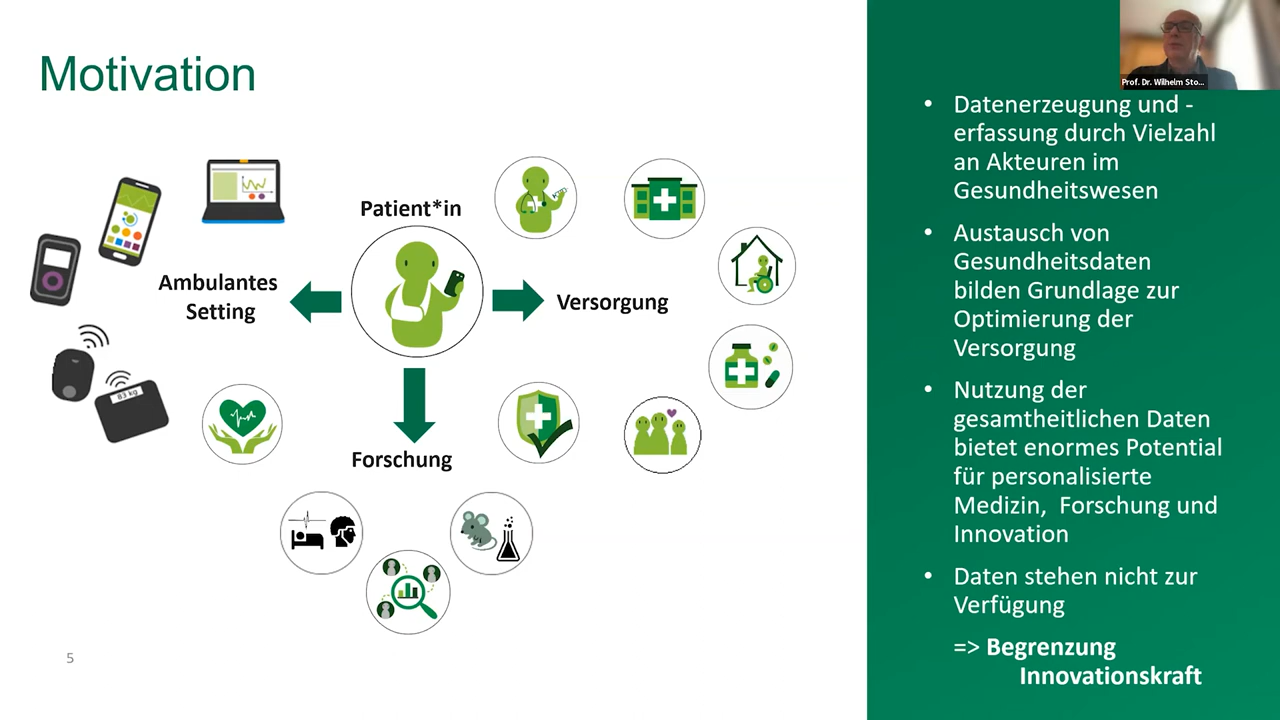 Motivation
Patient*in
Ambulantes
Setting
Versorgung
Forschung
83 kg
5
Prof. Dr. Wilhelm Sto...
• Datenerzeugung und -
erfassung durch Vielzahl
an Akteuren im
Gesundheitswesen
• Austausch von
Gesundheitsdaten
bilden Grundlage zur
Optimierung der
Versorgung
• Nutzung der
gesamtheitlichen Daten
bietet enormes Potential
für personalisierte
Medizin, Forschung und
Innovation
• Daten stehen nicht zur
Verfügung
=> Begrenzung
Innovationskraft